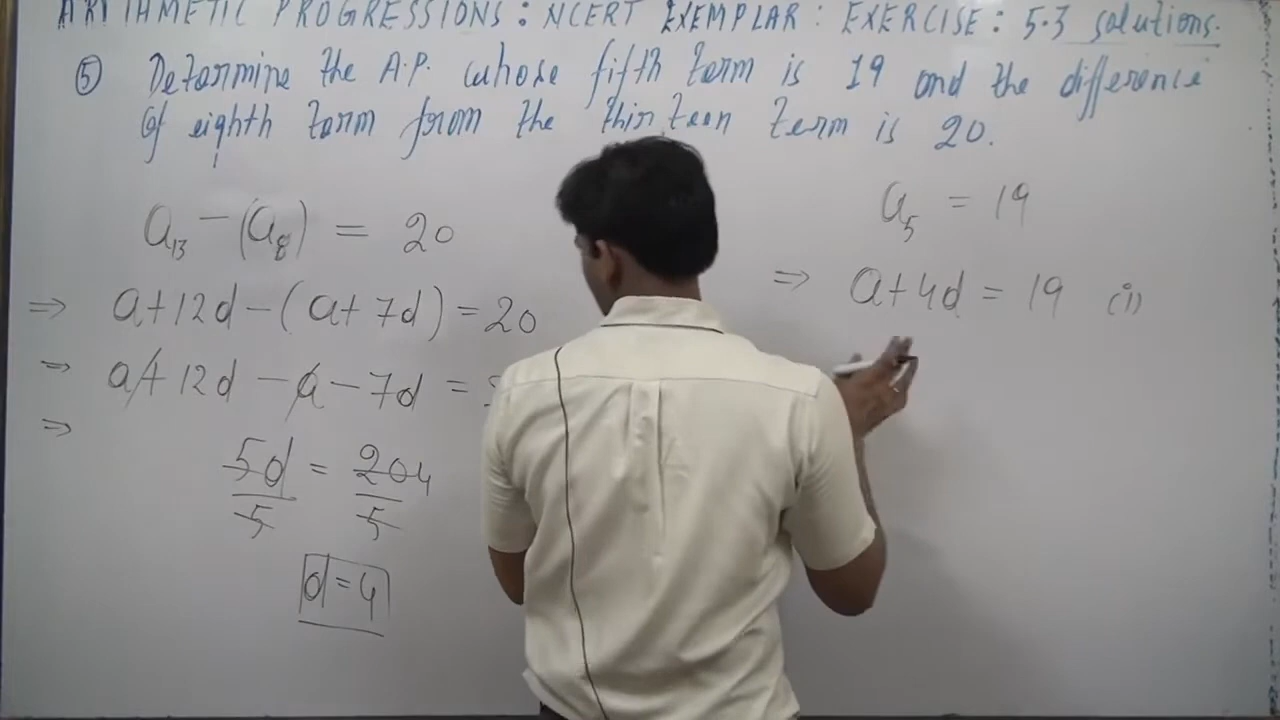 ARITHMETIC PROGRESSIONS : NCERT EXEMPLAR : EXERCISE : 5.3 solutions.
⑤ Determine the A.P. whose fifth term is 19 and the difference
Of eighth term from the thirteen term is 20.
a₁₃ - (a₈) = 20
⇒ a+12d-(a+7d)=20
⇒ a+12d-a-7d =
⇒
5d/5 = 20/5 4
d=4
a₅ = 19
⇒ a+4d = 19 (i)